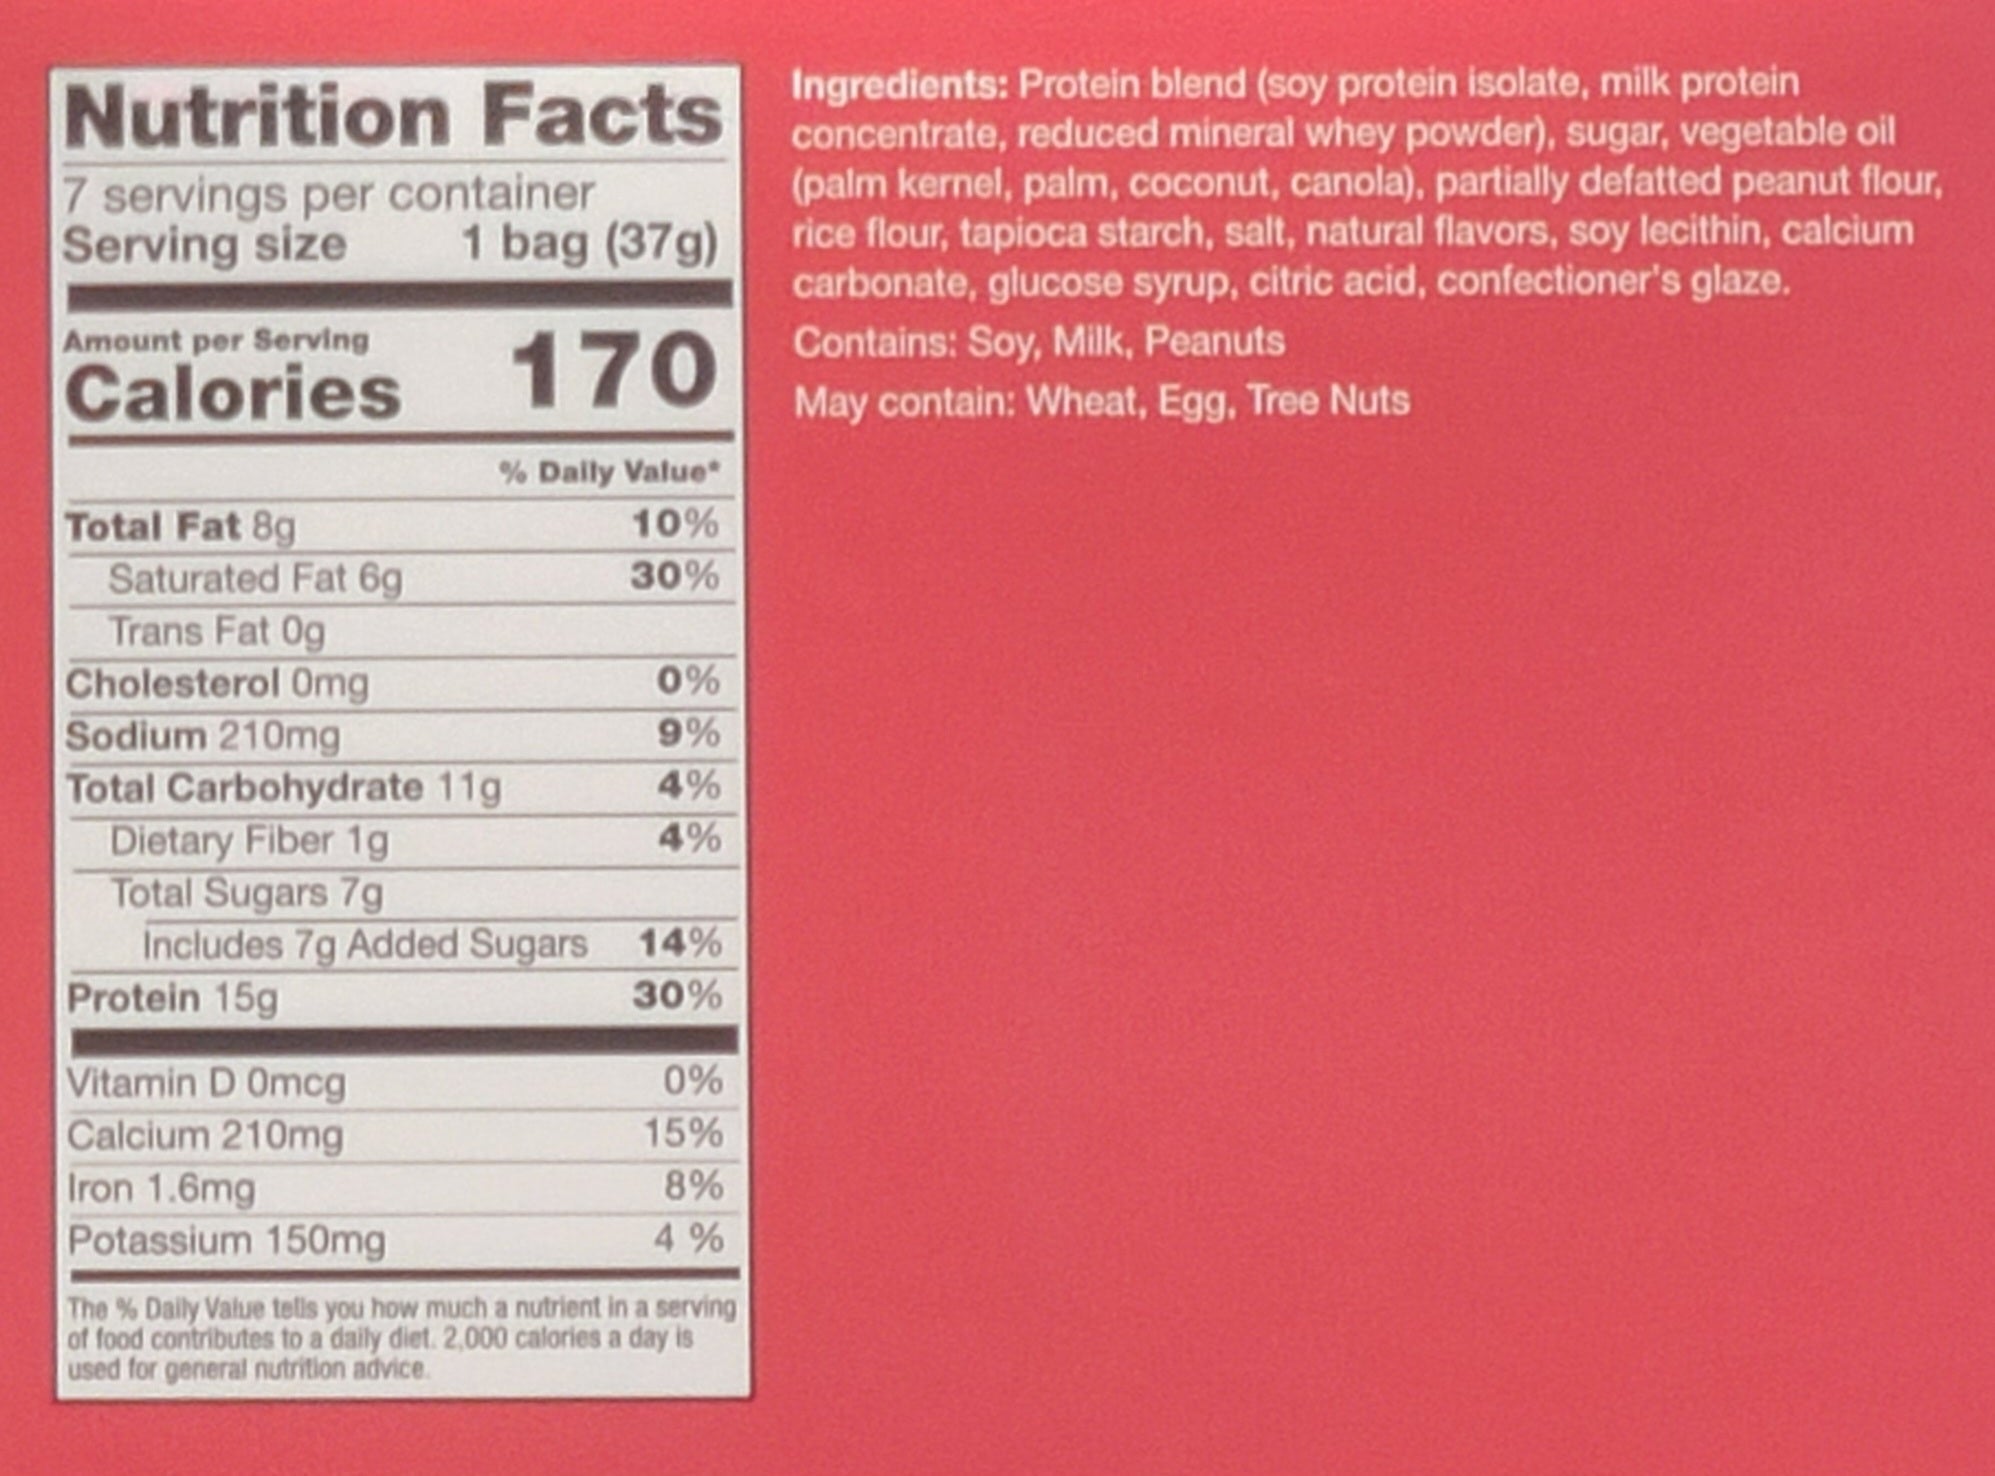 Nutrition Facts
7 servings per container
Serving size 1 bag (37g)
Amount per Serving
Calories 170
% Daily Value*
Total Fat 8g 10%
Saturated Fat 6g 30%
Trans Fat 0g
Cholesterol 0mg 0%
Sodium 210mg 9%
Total Carbohydrate 11g 4%
Dietary Fiber 1g 4%
Total Sugars 7g
Includes 7g Added Sugars 14%
Protein 15g 30%
Vitamin D 0mcg 0%
Calcium 210mg 15%
Iron 1.6mg 8%
Potassium 150mg 4 %
The % Daily Value tells you how much a nutrient in a serving
of food contributes to a daily diet. 2,000 calories a day is
used for general nutrition advice.
Ingredients: Protein blend (soy protein isolate, milk protein
concentrate, reduced mineral whey powder), sugar, vegetable oil
(palm kernel, palm, coconut, canola), partially defatted peanut flour,
rice flour, tapioca starch, salt, natural flavors, soy lecithin, calcium
carbonate, glucose syrup, citric acid, confectioner's glaze.
Contains: Soy, Milk, Peanuts
May contain: Wheat, Egg, Tree Nuts